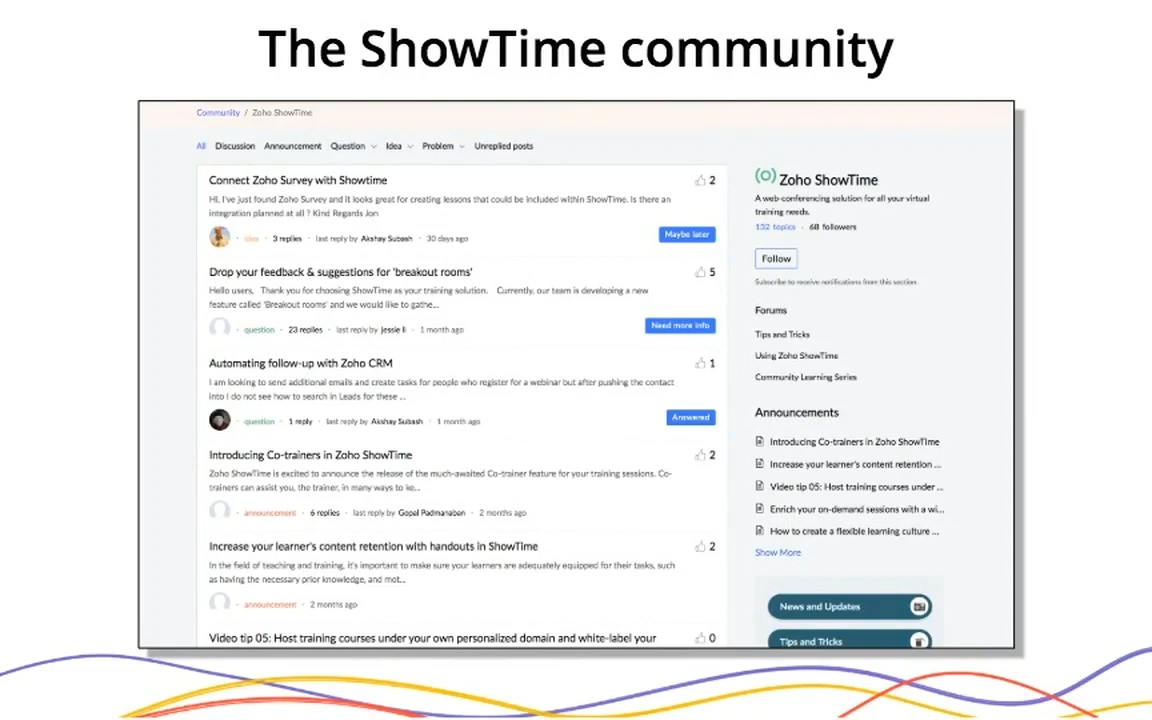 The ShowTime community
Community / Zoho ShowTime
All Discussion Announcement Question Idea Problem Unreplied posts
Connect Zoho Survey with Showtime
2
Hi, I've just found Zoho Survey and it looks great for creating lessons that could be included within ShowTime. Is there an
integration planned at all ? Kind Regards Jon
· idea · 3 replies · last reply by Akshay Subash · 30 days ago
Maybe later
Drop your feedback & suggestions for 'breakout rooms'
5
Hello users, Thank you for choosing ShowTime as your training solution. Currently, our team is developing a new
feature called 'Breakout rooms' and we would like to gathe...
· question · 23 replies · last reply by Jessie li · 1 month ago
Need more info
Automating follow-up with Zoho CRM
1
I am looking to send additional emails and create tasks for people who register for a webinar but after pushing the contact
into I do not see how to search in Leads for these ...
· question · 1 reply · last reply by Akshay Subash · 1 month ago
Answered
Introducing Co-trainers in Zoho ShowTime
2
Zoho ShowTime is excited to announce the release of the much-awaited Co-trainer feature for your training sessions. Co-
trainers can assist you, the trainer, in many ways to ke...
· announcement · 6 replies · last reply by Gopal Padmanaban · 2 months ago
Increase your learner's content retention with handouts in ShowTime
2
In the field of teaching and training, it's important to make sure your learners are adequately equipped for their tasks, such
as having the necessary prior knowledge, and mot...
· announcement · 2 months ago
Video tip 05: Host training courses under your own personalized domain and white-label your
0
Zoho ShowTime
A web-conferencing solution for all your virtual
training needs.
132 topics · 68 followers
Follow
Subscribe to receive notifications from this section.
Forums
Tips and Tricks
Using Zoho ShowTime
Community Learning Series
Announcements
Introducing Co-trainers in Zoho ShowTime
Increase your learner's content retention ...
Video tip 05: Host training courses under ...
Enrich your on-demand sessions with a wi...
How to create a flexible learning culture ...
Show More
News and Updates
Tips and Tricks